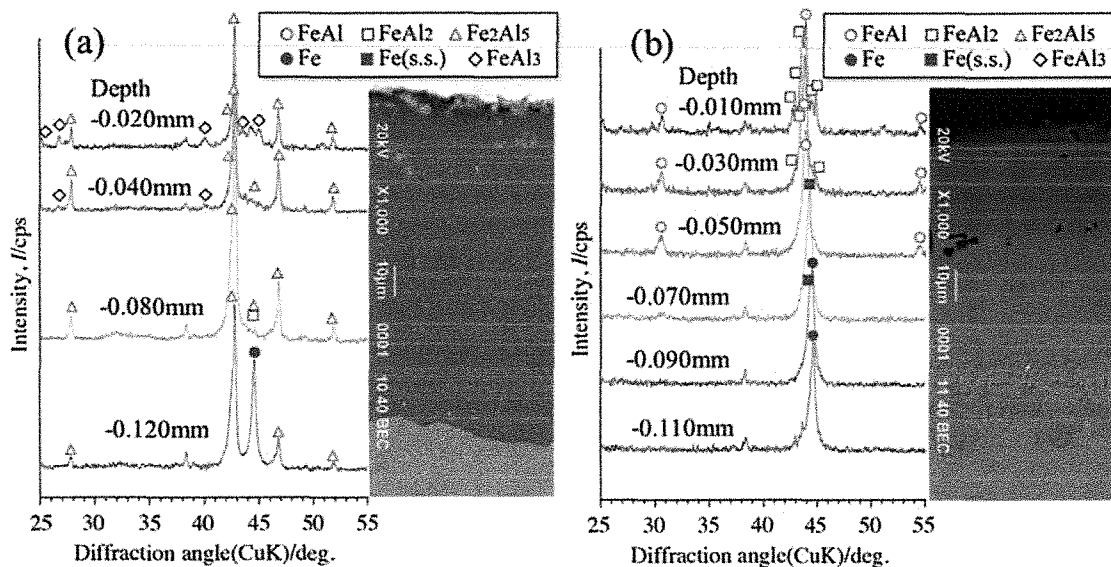 (a)
○ FeAl □ FeAl2 △ Fe2Al5
● Fe ■ Fe(s.s.) ◇ FeAl3
Depth
-0.020mm
-0.040mm
-0.080mm
-0.120mm
Intensity, I/cps
25 30 35 40 45 50 55
Diffraction angle(CuK)/deg.
20KV X1,000 10μm 0001 10:40 BEC
(b)
○ FeAl □ FeAl2 △ Fe2Al5
● Fe ■ Fe(s.s.) ◇ FeAl3
-0.010mm
-0.030mm
-0.050mm
-0.070mm
-0.090mm
-0.110mm
Intensity, I/cps
25 30 35 40 45 50 55
Diffraction angle(CuK)/deg.
20KV X1,000 10μm 0001 11:40 BEC